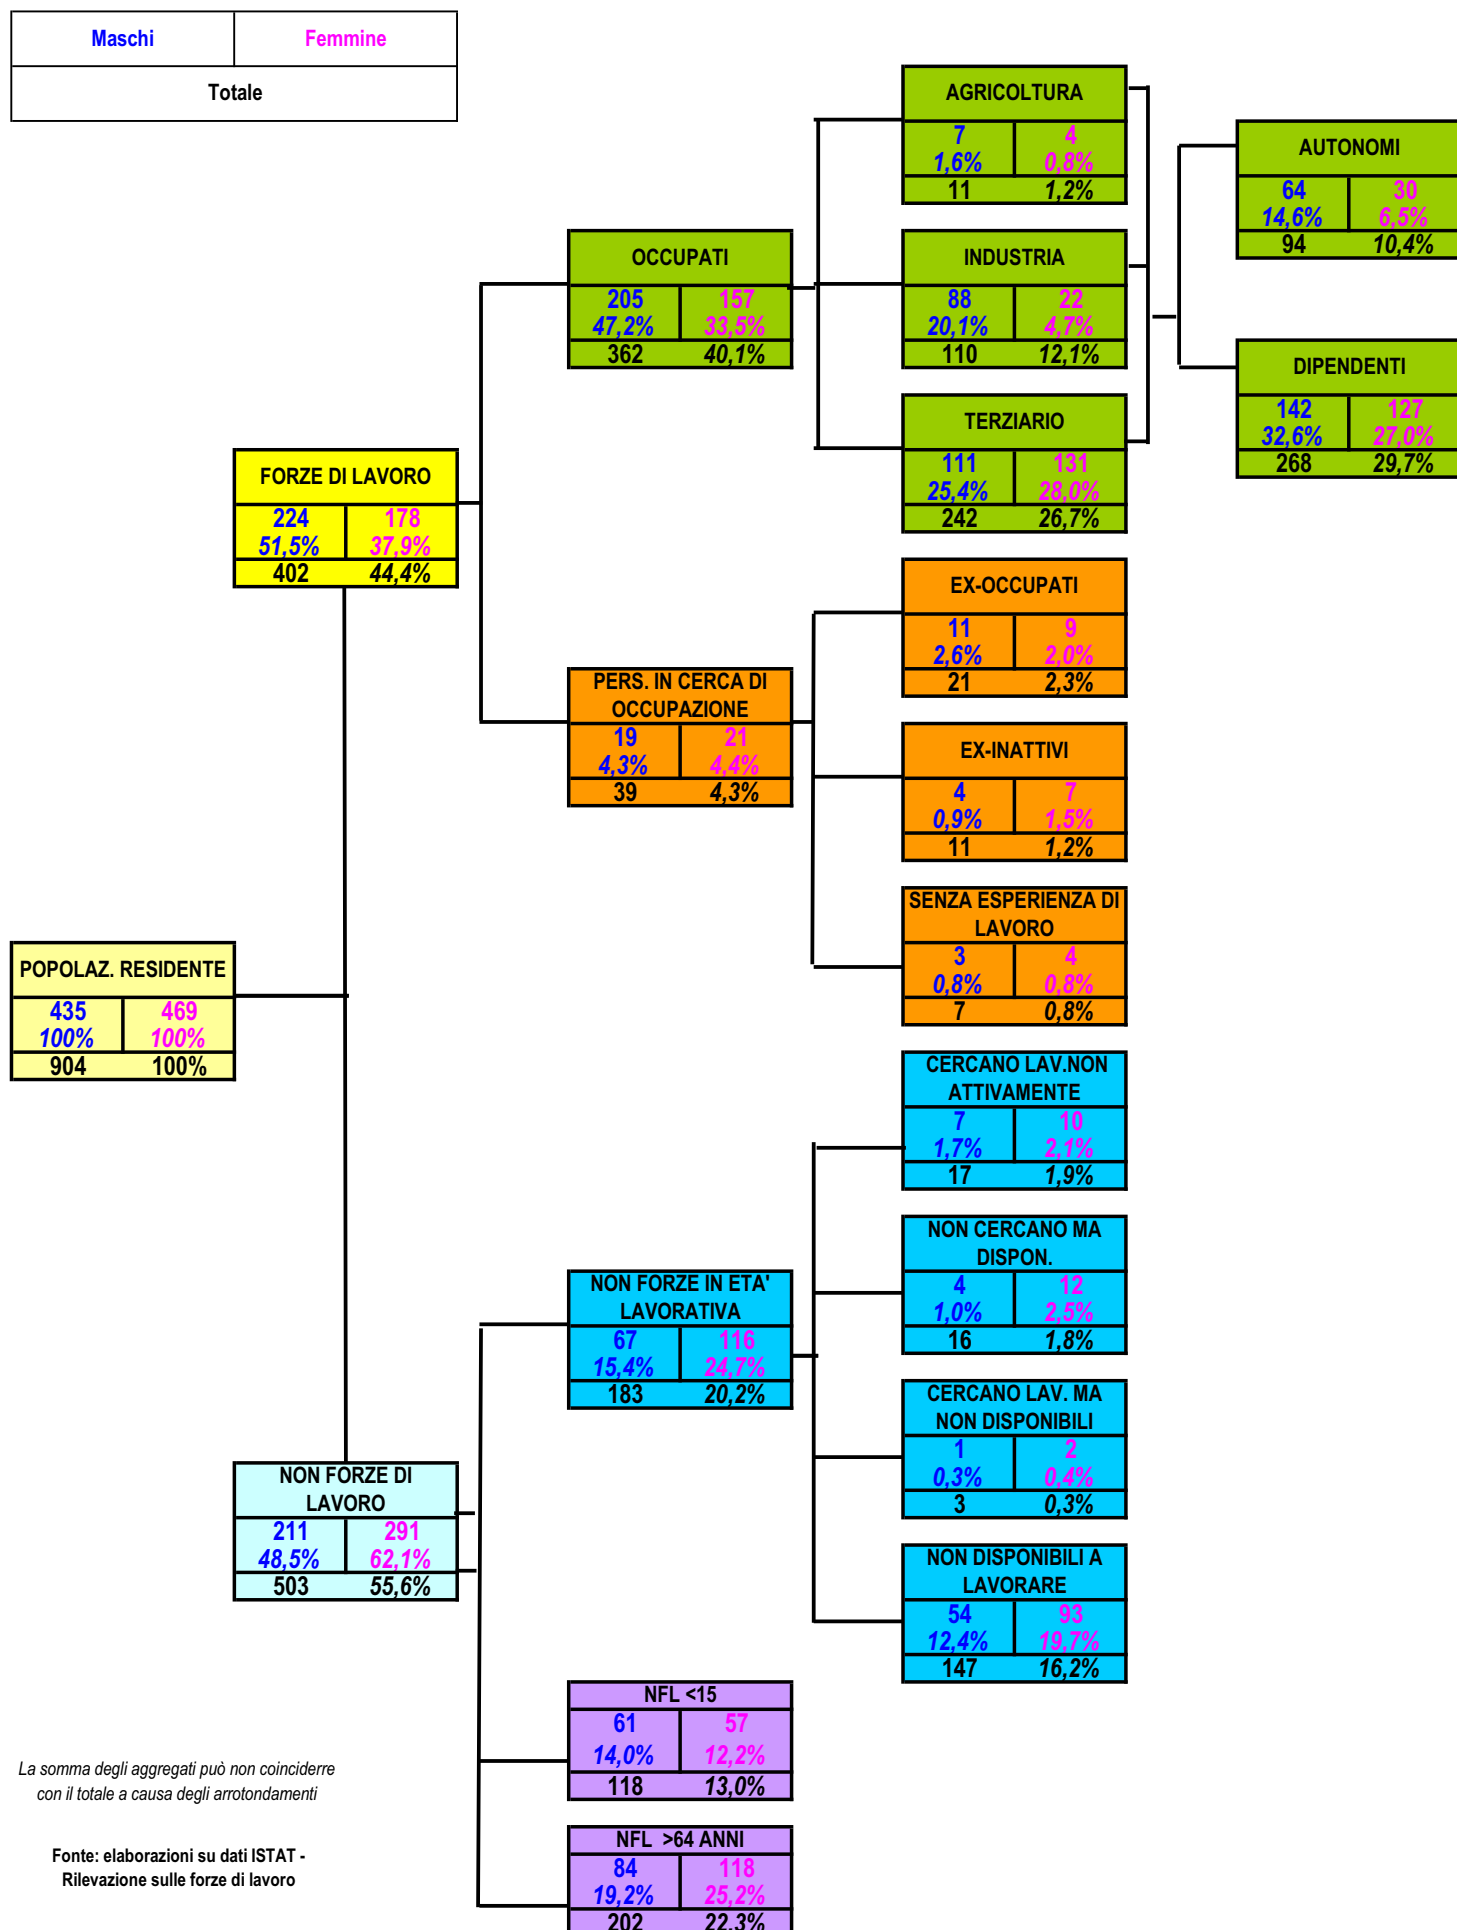 Maschi Femmine
Totale
AGRICOLTURA
7 4
1,6% 0,8%
11 1,2%
AUTONOMI
64 30
14,6% 6,5%
94 10,4%
OCCUPATI
205 157
47,2% 33,5%
362 40,1%
INDUSTRIA
88 22
20,1% 4,7%
110 12,1%
DIPENDENTI
142 127
32,6% 27,0%
268 29,7%
TERZIARIO
111 131
25,4% 28,0%
242 26,7%
FORZE DI LAVORO
224 178
51,5% 37,9%
402 44,4%
EX-OCCUPATI
11 9
2,6% 2,0%
21 2,3%
PERS. IN CERCA DI
OCCUPAZIONE
19 21
4,3% 4,4%
39 4,3%
EX-INATTIVI
4 7
0,9% 1,5%
11 1,2%
SENZA ESPERIENZA DI
LAVORO
3 4
0,8% 0,8%
7 0,8%
POPOLAZ. RESIDENTE
435 469
100% 100%
904 100%
CERCANO LAV.NON
ATTIVAMENTE
7 10
1,7% 2,1%
17 1,9%
NON CERCANO MA
DISPON.
4 12
1,0% 2,5%
16 1,8%
NON FORZE IN ETA'
LAVORATIVA
67 116
15,4% 24,7%
183 20,2%
CERCANO LAV. MA
NON DISPONIBILI
1 2
0,3% 0,4%
3 0,3%
NON FORZE DI
LAVORO
211 291
48,5% 62,1%
503 55,6%
NON DISPONIBILI A
LAVORARE
54 93
12,4% 19,7%
147 16,2%
NFL <15
61 57
14,0% 12,2%
118 13,0%
La somma degli aggregati può non coinciderre
con il totale a causa degli arrotondamenti
NFL >64 ANNI
84 118
19,2% 25,2%
202 22,3%
Fonte: elaborazioni su dati ISTAT -
Rilevazione sulle forze di lavoro